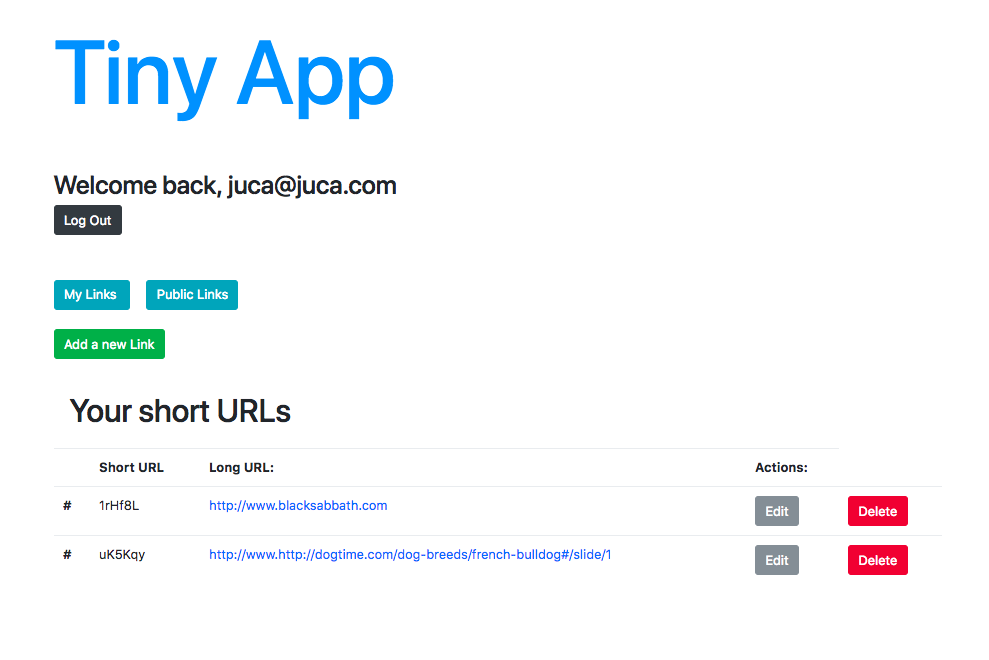 Tiny App
Welcome back, juca@juca.com
Log Out
My Links Public Links
Add a new Link
Your short URLs
Short URL Long URL: Actions:
# 1rHf8L http://www.blacksabbath.com Edit Delete
# uK5Kqy http://www.http://dogtime.com/dog-breeds/french-bulldog#/slide/1 Edit Delete